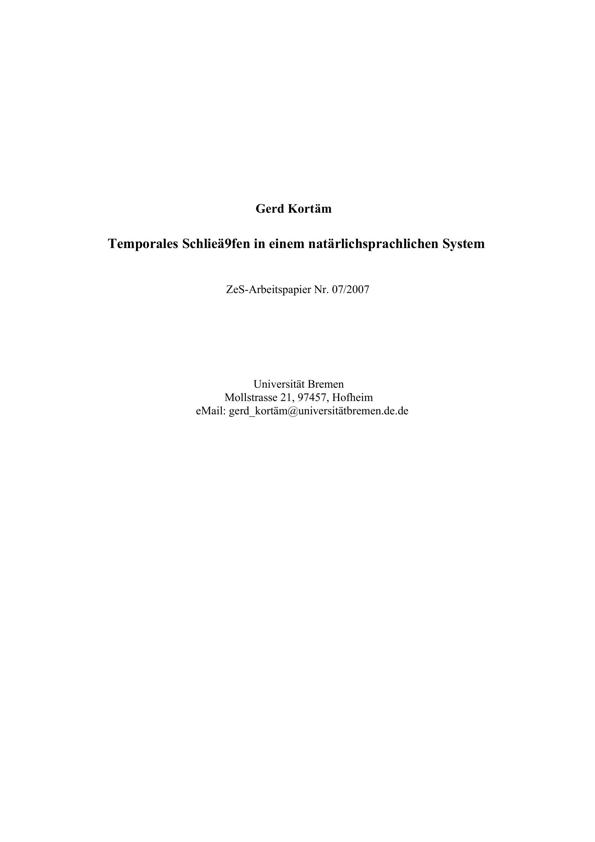 Gerd Kortäm
Temporales Schlieä9fen in einem natärlichsprachlichen System
ZeS-Arbeitspapier Nr. 07/2007
Universität Bremen
Mollstrasse 21, 97457, Hofheim
eMail: gerd_kortäm@universitätbremen.de.de